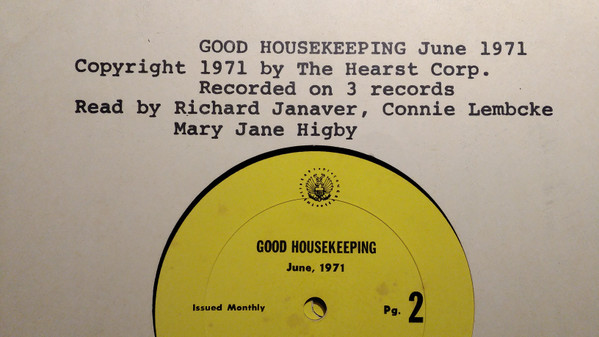 GOOD HOUSEKEEPING June 1971
Copyright 1971 by The Hearst Corp.
Recorded on 3 records
Read by Richard Janaver, Connie Lembcke
Mary Jane Higby
GOOD HOUSEKEEPING
June, 1971
Issued Monthly
Pg. 2